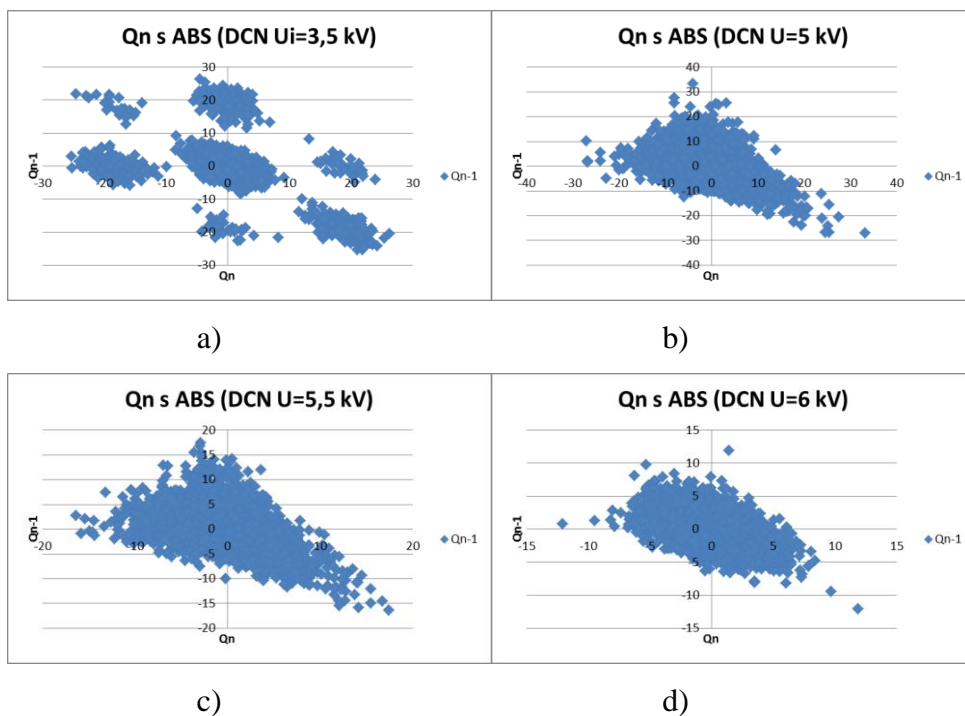 Qn s ABS (DCN Ui=3,5 kV)
30
20
10
0
-10
-20
-30
-30 -20 -10 0 10 20 30
Qn-1
Qn
Qn-1
a)
Qn s ABS (DCN U=5 kV)
40
30
20
10
0
-10
-20
-30
-40
-40 -30 -20 -10 0 10 20 30 40
Qn-1
Qn
Qn-1
b)
Qn s ABS (DCN U=5,5 kV)
20
15
10
5
0
-5
-10
-15
-20
-20 -10 0 10 20
Qn-1
Qn
Qn-1
c)
Qn s ABS (DCN U=6 kV)
15
10
5
0
-5
-10
-15
-15 -10 -5 0 5 10 15
Qn-1
Qn
Qn-1
d)